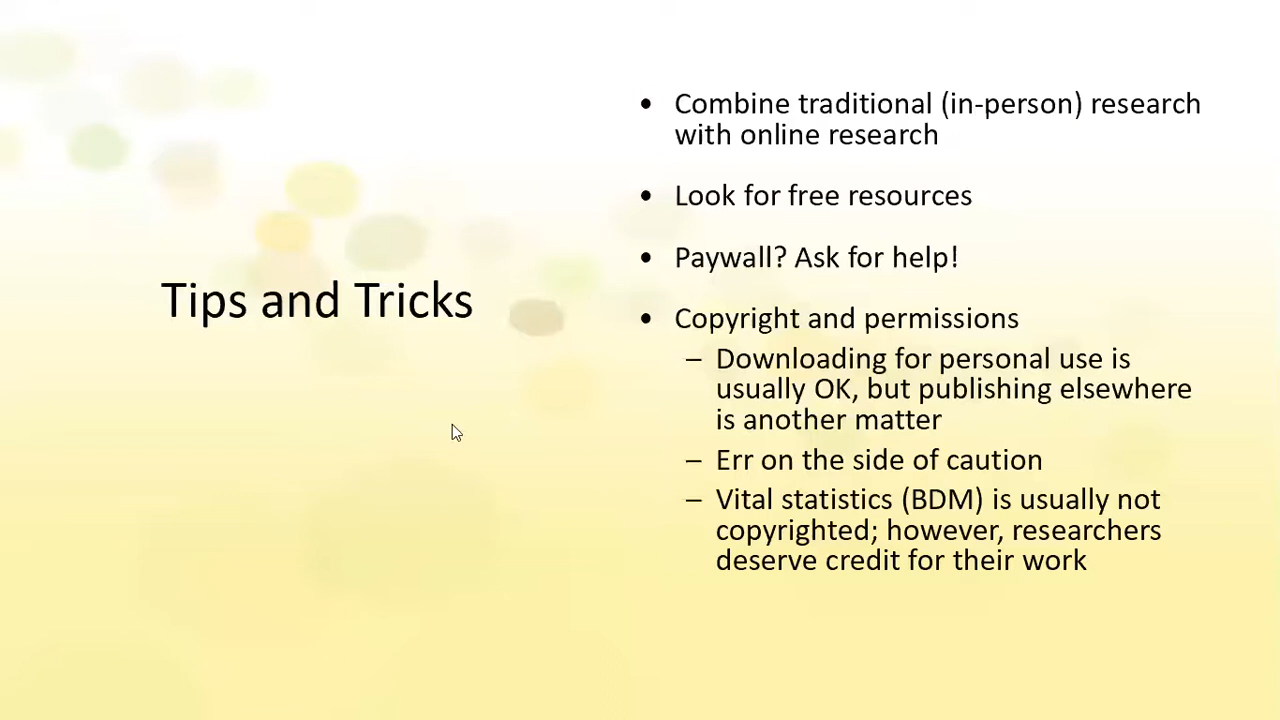 Tips and Tricks
• Combine traditional (in-person) research
with online research
• Look for free resources
• Paywall? Ask for help!
• Copyright and permissions
– Downloading for personal use is
usually OK, but publishing elsewhere
is another matter
– Err on the side of caution
– Vital statistics (BDM) is usually not
copyrighted; however, researchers
deserve credit for their work